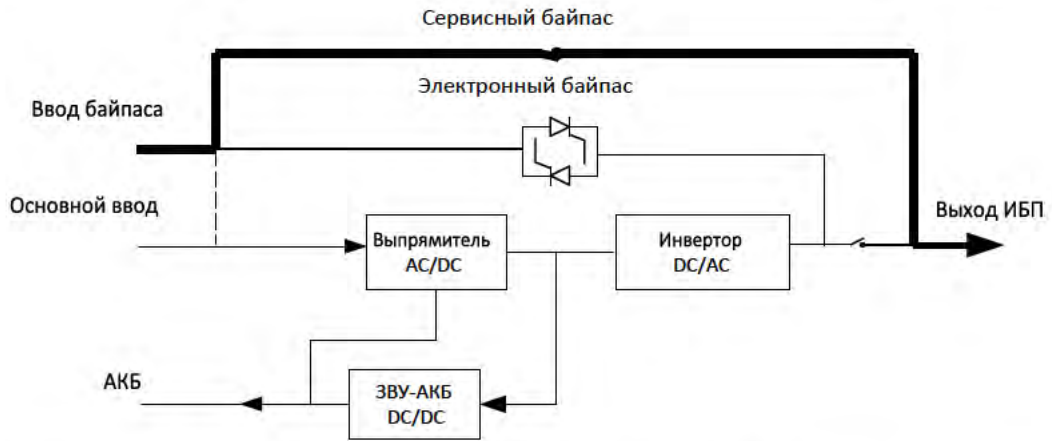 Сервисный байпас
Электронный байпас
Ввод байпаса
Основной ввод
Выход ИБП
Выпрямитель
AC/DC
Инвертор
DC/AC
АКБ
ЗВУ-АКБ
DC/DC